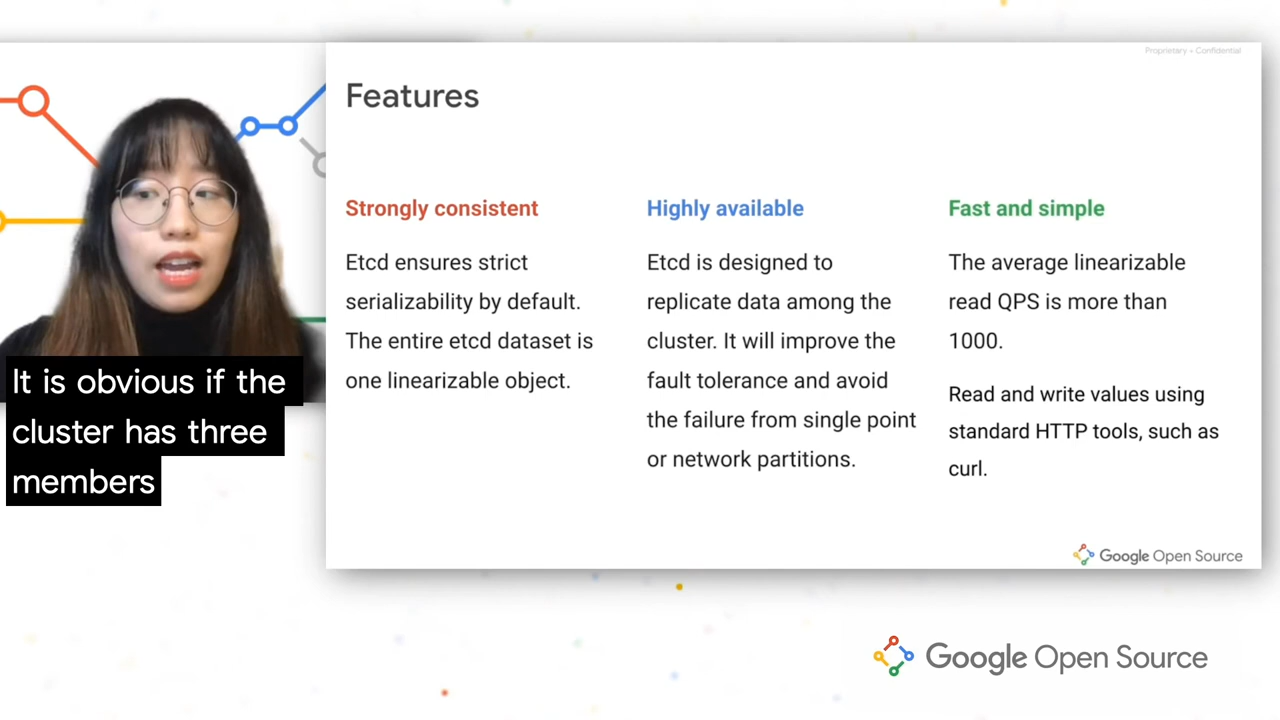 Proprietary + Confidential
Features
Strongly consistent
Etcd ensures strict
serializability by default.
The entire etcd dataset is
one linearizable object.
Highly available
Etcd is designed to
replicate data among the
cluster. It will improve the
fault tolerance and avoid
the failure from single point
or network partitions.
Fast and simple
The average linearizable
read QPS is more than
1000.
Read and write values using
standard HTTP tools, such as
curl.
Google Open Source
It is obvious if the
cluster has three
members
Google Open Source